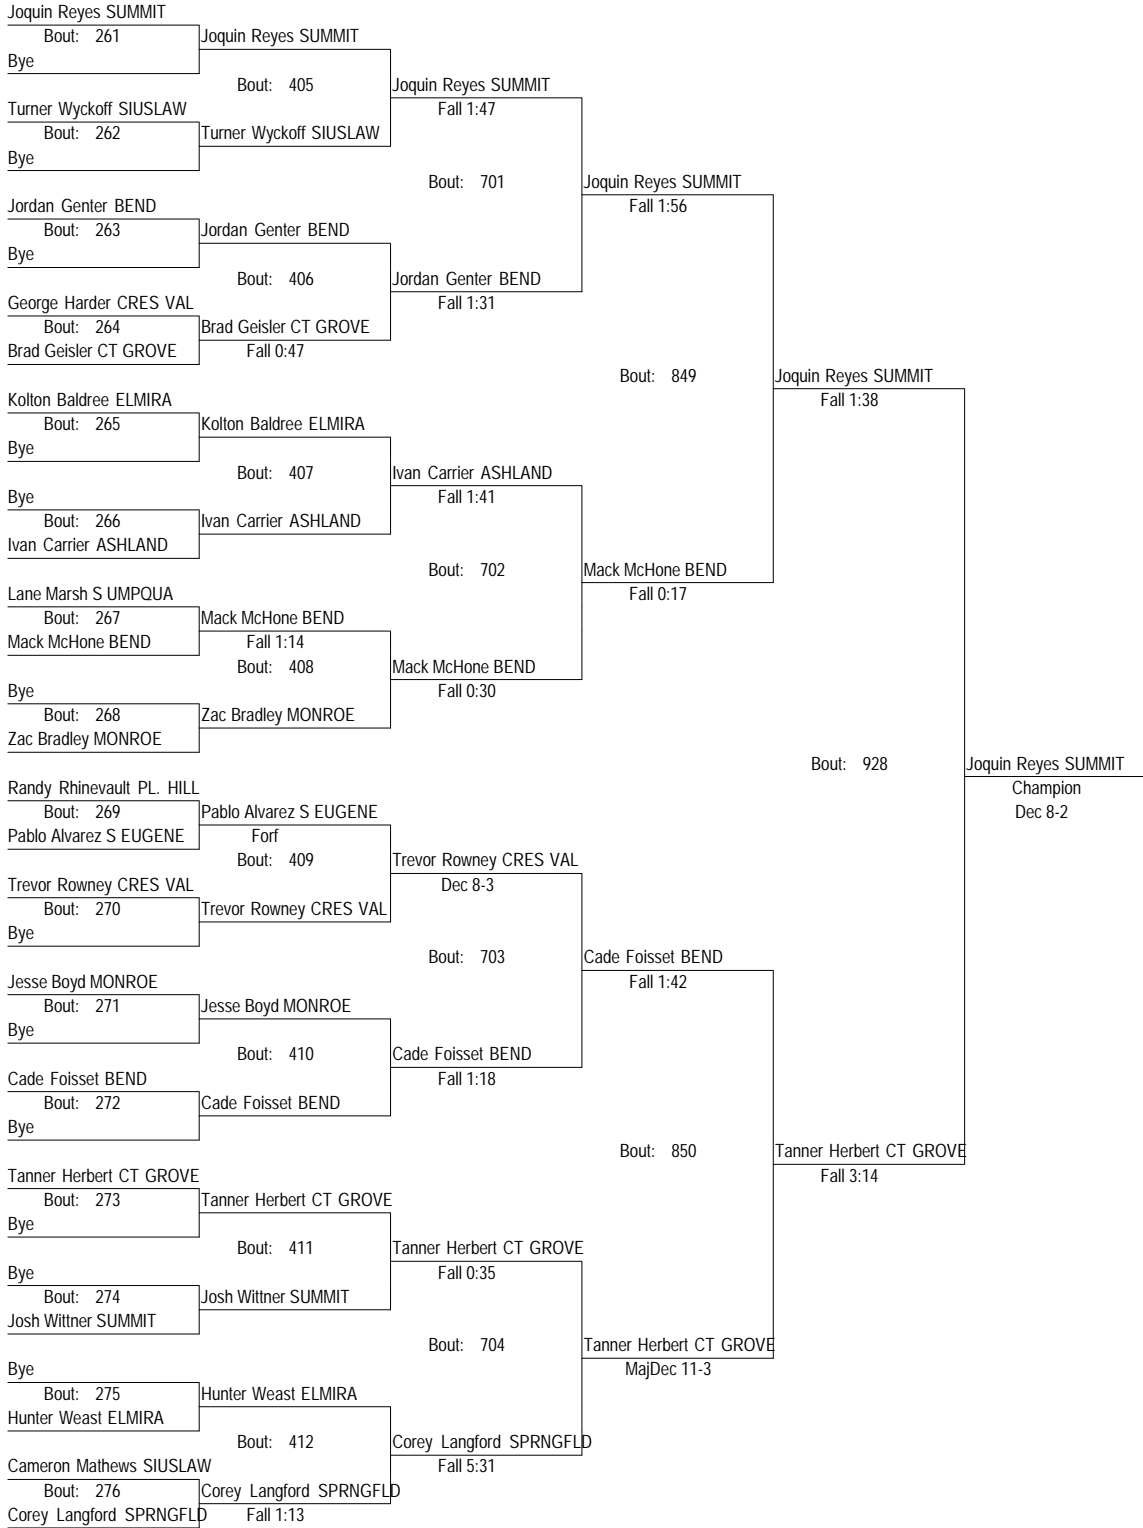 Joquin Reyes SUMMIT
Bout: 261
Joquin Reyes SUMMIT
Bye
Bout: 405
Joquin Reyes SUMMIT
Fall 1:47
Turner Wyckoff SIUSLAW
Bout: 262
Turner Wyckoff SIUSLAW
Bye
Bout: 701
Joquin Reyes SUMMIT
Fall 1:56
Jordan Genter BEND
Bout: 263
Jordan Genter BEND
Bye
Bout: 406
Jordan Genter BEND
Fall 1:31
George Harder CRES VAL
Bout: 264
Brad Geisler CT GROVE
Brad Geisler CT GROVE
Fall 0:47
Bout: 849
Joquin Reyes SUMMIT
Fall 1:38
Kolton Baldree ELMIRA
Bout: 265
Kolton Baldree ELMIRA
Bye
Bout: 407
Ivan Carrier ASHLAND
Fall 1:41
Bye
Bout: 266
Ivan Carrier ASHLAND
Ivan Carrier ASHLAND
Bout: 702
Mack McHone BEND
Fall 0:17
Lane Marsh S UMPQUA
Bout: 267
Mack McHone BEND
Mack McHone BEND
Fall 1:14
Bout: 408
Mack McHone BEND
Fall 0:30
Bye
Bout: 268
Zac Bradley MONROE
Zac Bradley MONROE
Bout: 928
Joquin Reyes SUMMIT
Champion
Dec 8-2
Randy Rhinevault PL. HILL
Bout: 269
Pablo Alvarez S EUGENE
Pablo Alvarez S EUGENE
Forf
Bout: 409
Trevor Rowney CRES VAL
Dec 8-3
Trevor Rowney CRES VAL
Bout: 270
Trevor Rowney CRES VAL
Bye
Bout: 703
Cade Foisset BEND
Fall 1:42
Jesse Boyd MONROE
Bout: 271
Jesse Boyd MONROE
Bye
Bout: 410
Cade Foisset BEND
Fall 1:18
Cade Foisset BEND
Bout: 272
Cade Foisset BEND
Bye
Bout: 850
Tanner Herbert CT GROVE
Fall 3:14
Tanner Herbert CT GROVE
Bout: 273
Tanner Herbert CT GROVE
Bye
Bout: 411
Tanner Herbert CT GROVE
Fall 0:35
Bye
Bout: 274
Josh Wittner SUMMIT
Josh Wittner SUMMIT
Bout: 704
Tanner Herbert CT GROVE
MajDec 11-3
Bye
Bout: 275
Hunter Weast ELMIRA
Hunter Weast ELMIRA
Bout: 412
Corey Langford SPRNGFLD
Fall 5:31
Cameron Mathews SIUSLAW
Bout: 276
Corey Langford SPRNGFLD
Corey Langford SPRNGFLD
Fall 1:13